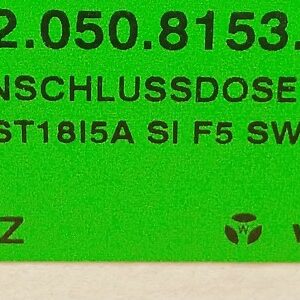 2.050.8153.
NSCHLUSSDOSE
ST18I5A SI F5 SW
Z W W